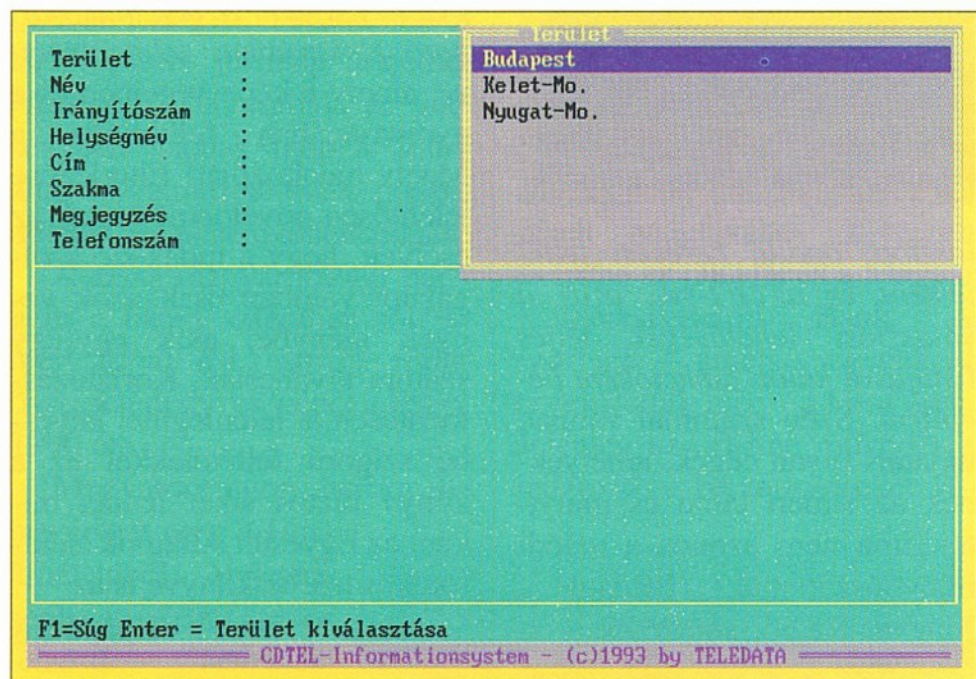 Terület :
Név :
Irányítószám :
Helységnév :
Cím :
Szakma :
Megjegyzés :
Telefonszám :
Terület
Budapest
Kelet-Mo.
Nyugat-Mo.
F1=Súg Enter = Terület kiválasztása
CDTEL-Informationsystem - (c)1993 by TELEDATA